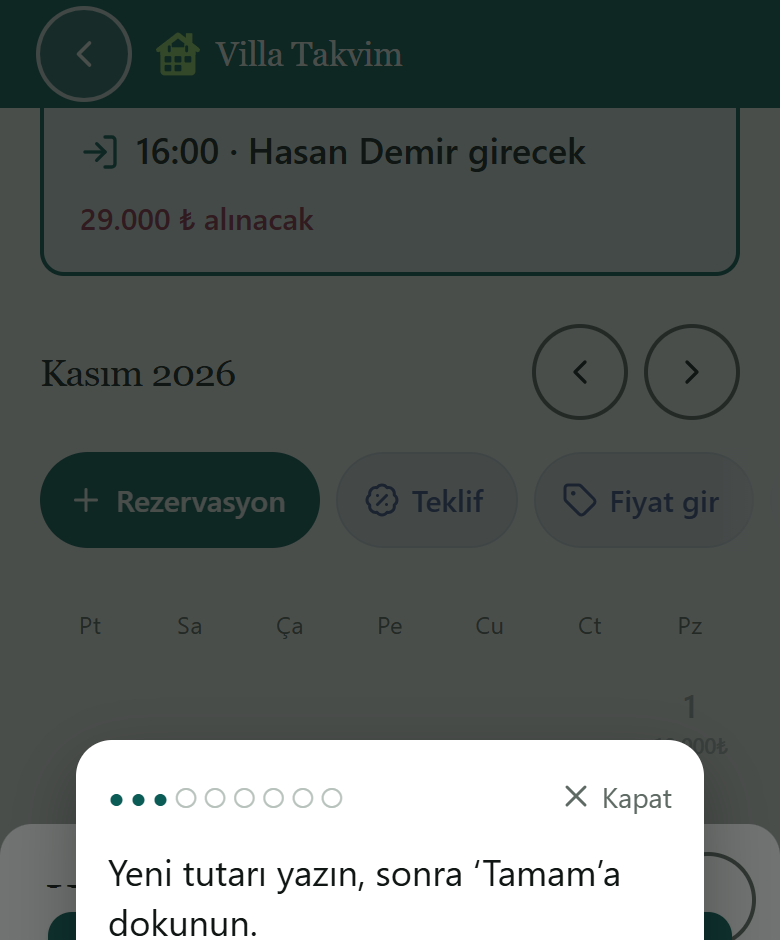 Villa Takvim
16:00 · Hasan Demir girecek
29.000 ₺ alınacak
Kasım 2026
Rezervasyon
Teklif
Fiyat gir
Pt Sa Ça Pe Cu Ct Pz
1
Kapat
Yeni tutarı yazın, sonra ‘Tamam’a
dokunun.